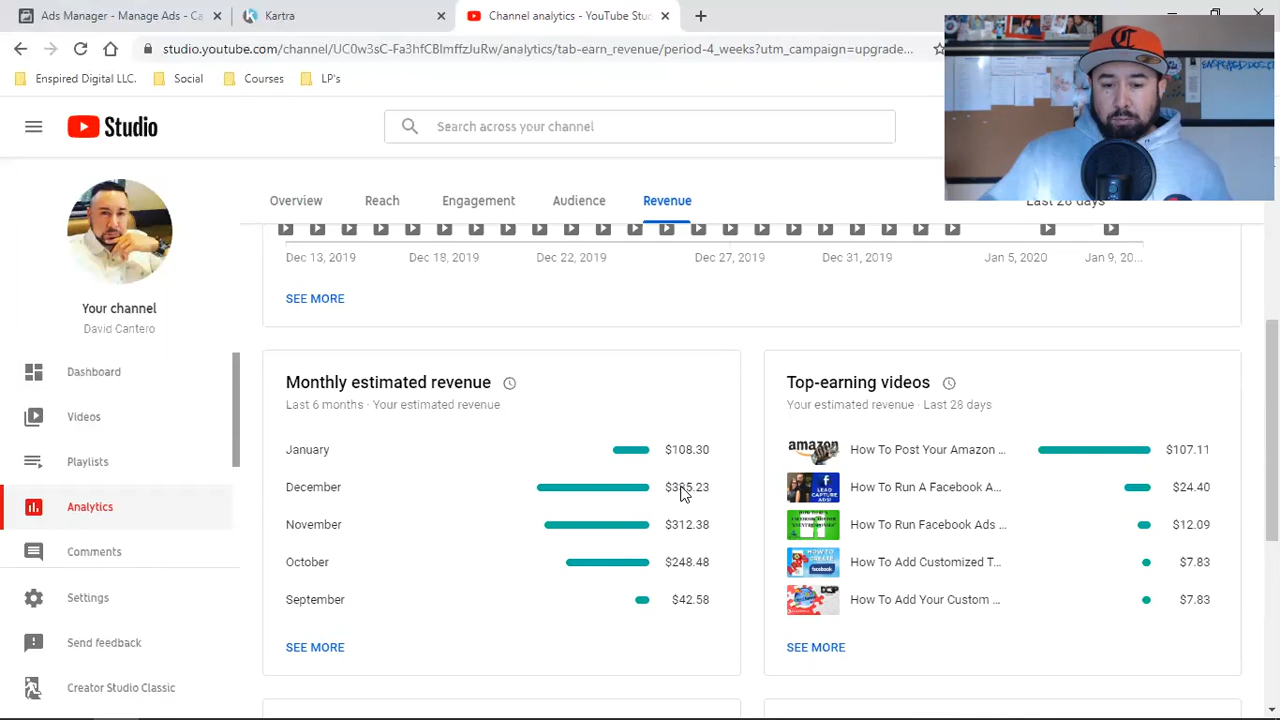 Ads Manager - Manage Ads - Ca
Kartra
Channel analytics - YouTube Stu
studio.youtube.com/channel/UC0w3sC-Fa3hfCBlmffzJuRw/analytics/tab-earn_revenue/period-4_weeks?utm_campaign=upgrade...
Enspired Digital LLC.
Social
Courses
LP's
Studio
Search across your channel
Overview
Reach
Engagement
Audience
Revenue
Last 28 days
Dec 13, 2019
Dec 18, 2019
Dec 22, 2019
Dec 27, 2019
Dec 31, 2019
Jan 5, 2020
Jan 9, 20...
SEE MORE
Your channel
David Cantero
Dashboard
Videos
Playlists
Analytics
Comments
Settings
Send feedback
Creator Studio Classic
Monthly estimated revenue
Last 6 months · Your estimated revenue
January $108.30
December
November $312.38
October $248.48
September $42.58
SEE MORE
Top-earning videos
Your estimated revenue · Last 28 days
amazon How To Post Your Amazon ... $107.11
LEAD CAPTURE ADS! How To Run A Facebook A... $24.40
How To Run Facebook Ads ... $12.09
How To Add Customized T... $7.83
How To Add Your Custom ... $7.83
SEE MORE